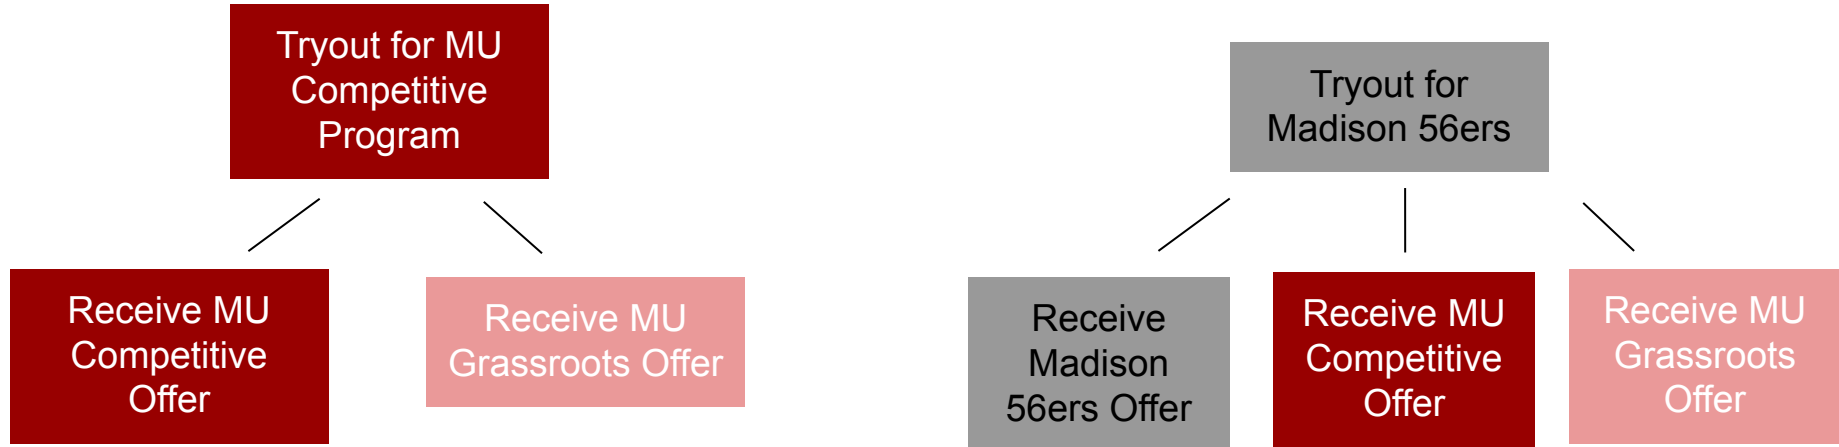 Tryout for MU
Competitive
Program
Tryout for
Madison 56ers
Receive MU
Competitive
Offer
Receive MU
Grassroots Offer
Receive
Madison
56ers Offer
Receive MU
Competitive
Offer
Receive MU
Grassroots
Offer